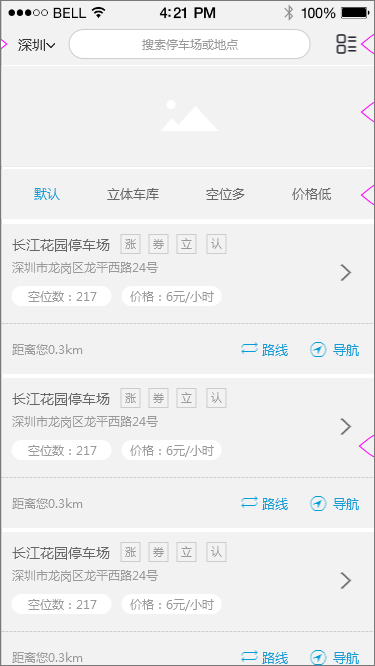 BELL 4:21 PM 100%
深圳 搜索停车场或地点
默认 立体车库 空位多 价格低
长江花园停车场 涨 券 立 认
深圳市龙岗区龙平西路24号
空位数：217 价格：6元/小时
距离您0.3km 路线 导航
长江花园停车场 涨 券 立 认
深圳市龙岗区龙平西路24号
空位数：217 价格：6元/小时
距离您0.3km 路线 导航
长江花园停车场 涨 券 立 认
深圳市龙岗区龙平西路24号
空位数：217 价格：6元/小时
距离您0.3km 路线 导航